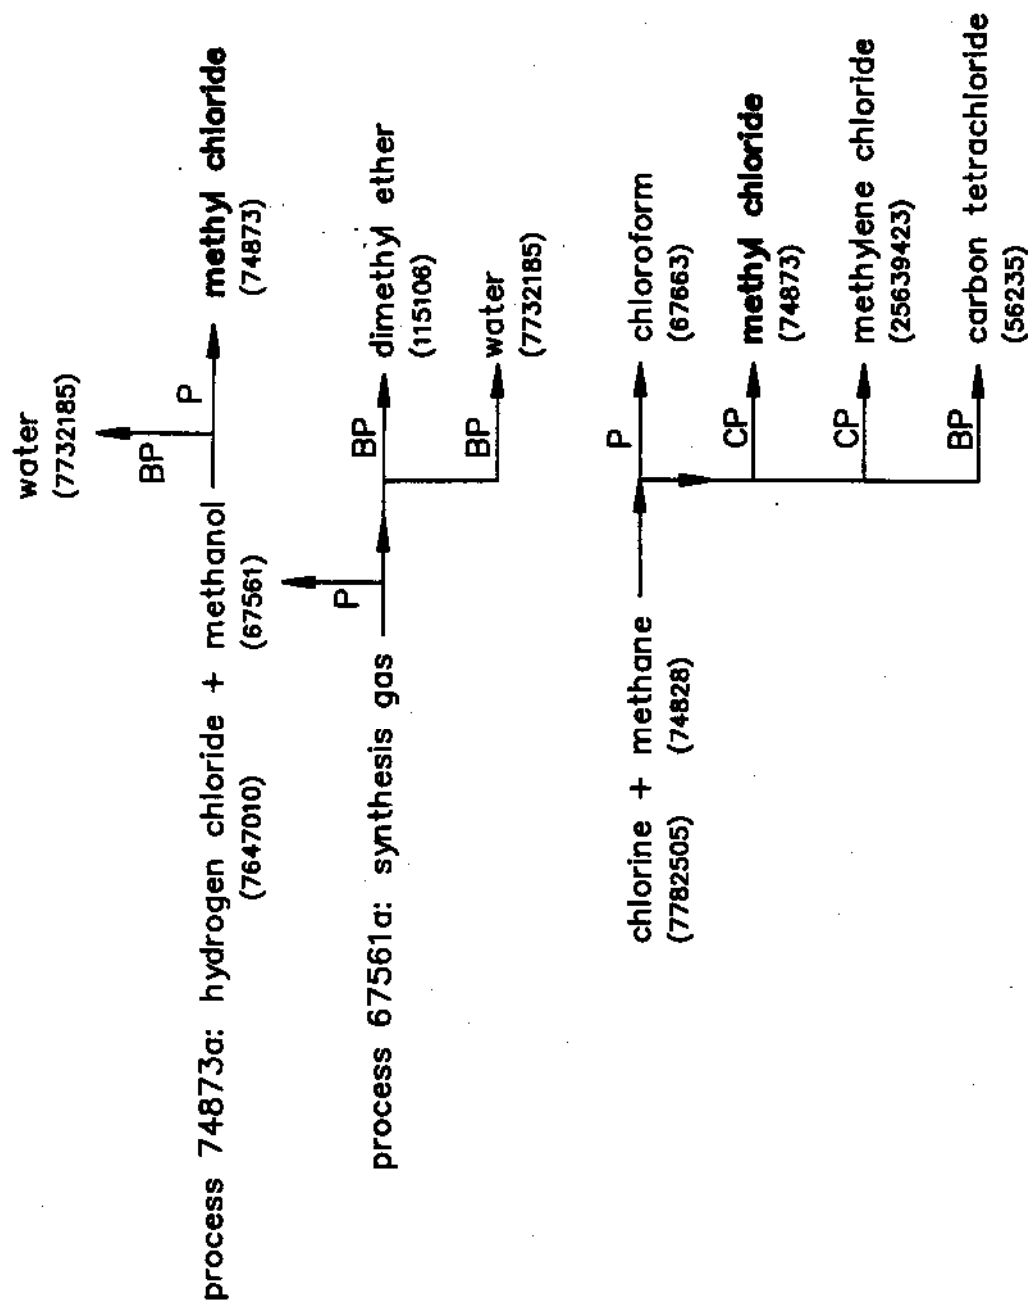 water
(7732185)
BP
P
process 74873a: hydrogen chloride + methanol methyl chloride
(7647010) (67561) (74873)
P
BP
process 67561a: synthesis gas dimethyl ether
(115106)
BP
water
(7732185)
P
chlorine + methane chloroform
(7782505) (74828) (67663)
CP
methyl chloride
(74873)
CP
methylene chloride
(25639423)
BP
carbon tetrachloride
(56235)